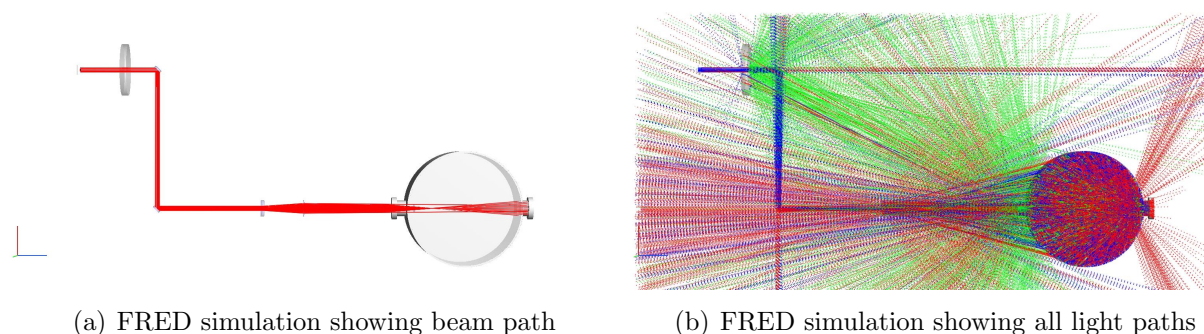 (a) FRED simulation showing beam path
(b) FRED simulation showing all light paths